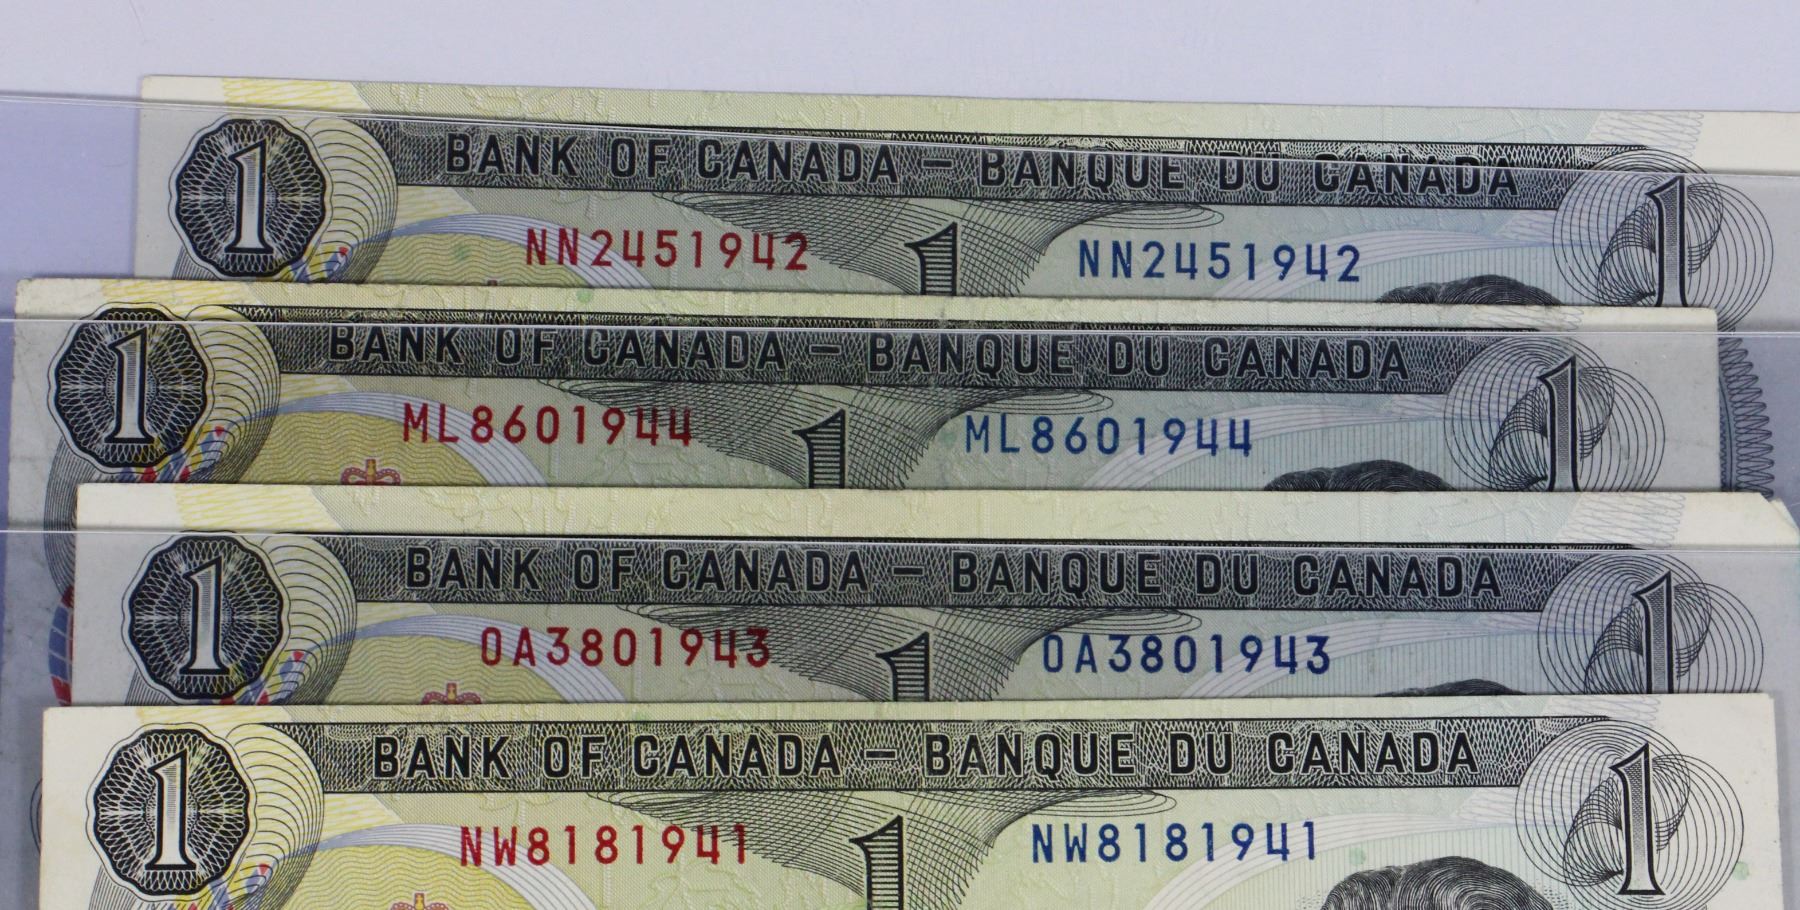 1 BANK OF CANADA – BANQUE DU CANADA 1
NN2451942 1 NN2451942
1 BANK OF CANADA – BANQUE DU CANADA 1
ML8601944 1 ML8601944
1 BANK OF CANADA – BANQUE DU CANADA 1
OA3801943 1 OA3801943
1 BANK OF CANADA – BANQUE DU CANADA 1
NW8181941 1 NW8181941